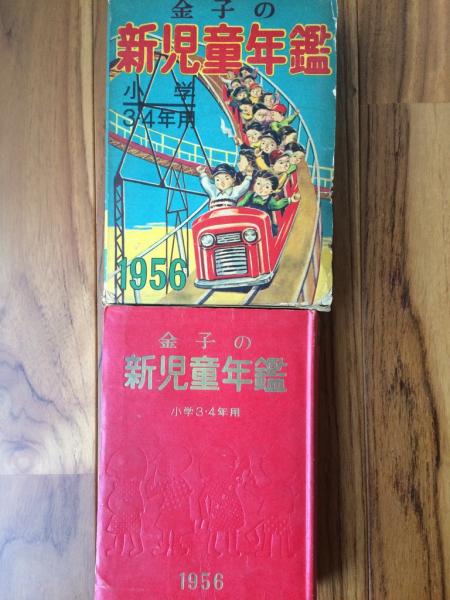 金子の
新児童年鑑
小学
3・4年用
1956
金子の
新児童年鑑
小学3・4年用
1956